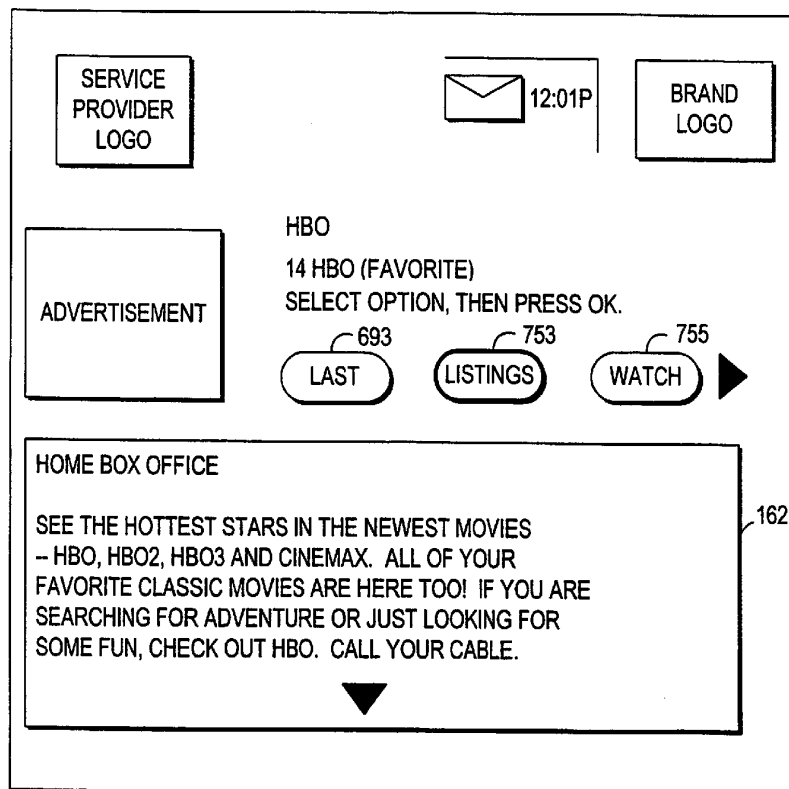 SERVICE
PROVIDER
LOGO
12:01P
BRAND
LOGO
ADVERTISEMENT
HBO
14 HBO (FAVORITE)
SELECT OPTION, THEN PRESS OK.
693
753
755
LAST
LISTINGS
WATCH
HOME BOX OFFICE
SEE THE HOTTEST STARS IN THE NEWEST MOVIES
-- HBO, HBO2, HBO3 AND CINEMAX. ALL OF YOUR
FAVORITE CLASSIC MOVIES ARE HERE TOO! IF YOU ARE
SEARCHING FOR ADVENTURE OR JUST LOOKING FOR
SOME FUN, CHECK OUT HBO. CALL YOUR CABLE.
162